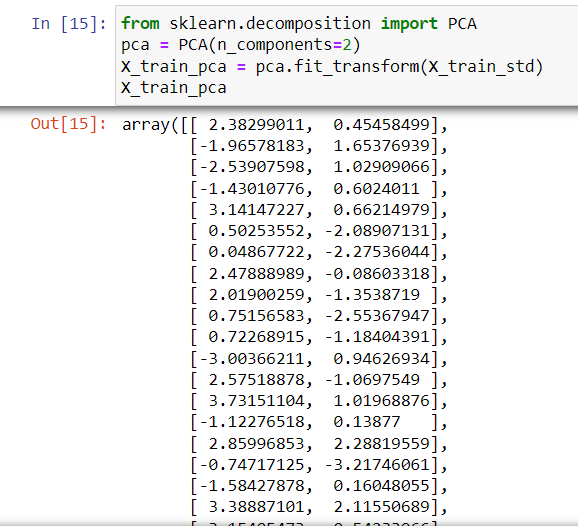 In [15]: from sklearn.decomposition import PCA
pca = PCA(n_components=2)
X_train_pca = pca.fit_transform(X_train_std)
X_train_pca
Out[15]: array([[ 2.38299011,  0.45458499],
[-1.96578183,  1.65376939],
[-2.53907598,  1.02909066],
[-1.43010776,  0.6024011 ],
[ 3.14147227,  0.66214979],
[ 0.50253552, -2.08907131],
[ 0.04867722, -2.27536044],
[ 2.47888989, -0.08603318],
[ 2.01900259, -1.3538719 ],
[ 0.75156583, -2.55367947],
[ 0.72268915, -1.18404391],
[-3.00366211,  0.94626934],
[ 2.57518878, -1.0697549 ],
[ 3.73151104,  1.01968876],
[-1.12276518,  0.13877   ],
[ 2.85996853,  2.28819559],
[-0.74717125, -3.21746061],
[-1.58427878,  0.16048055],
[ 3.38887101,  2.11550689],